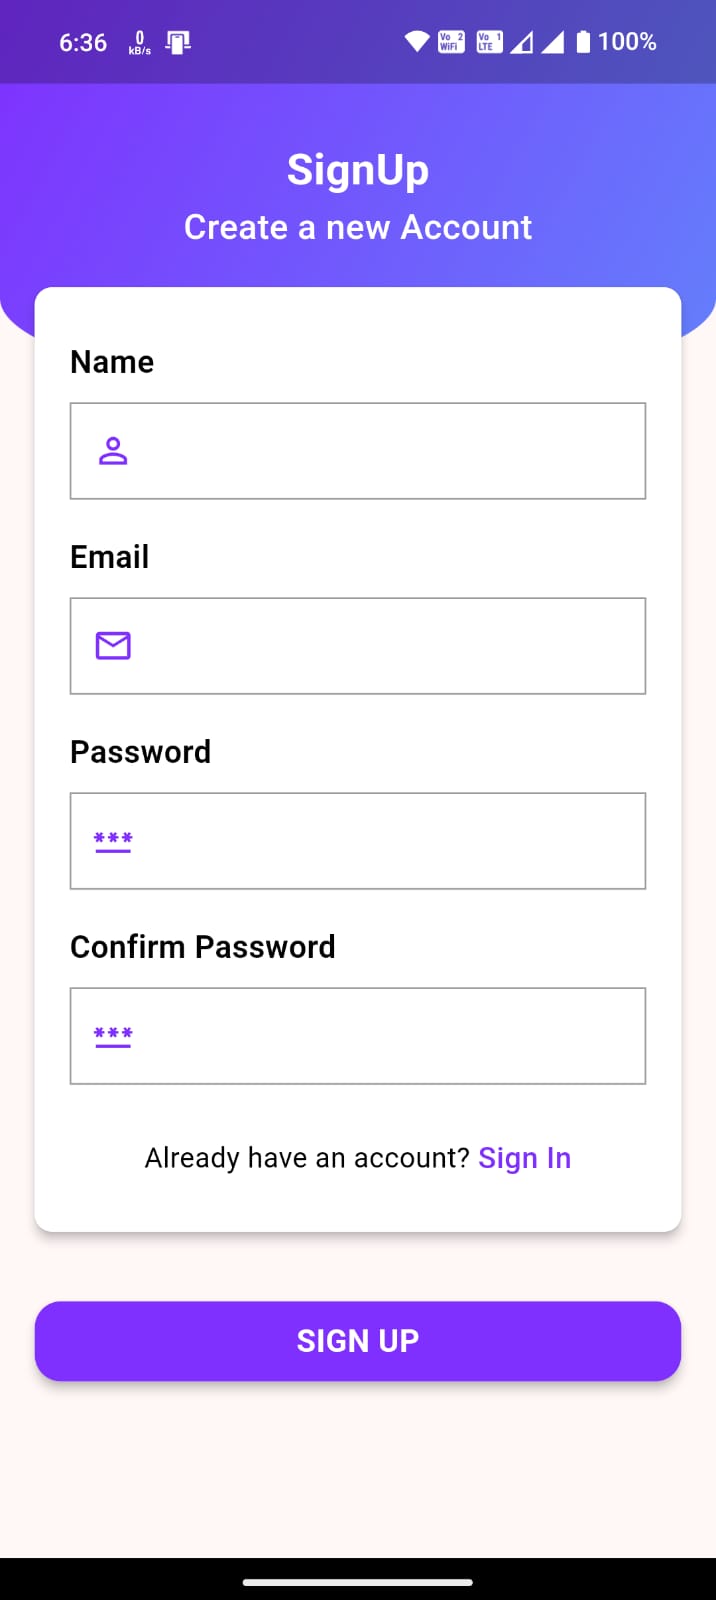 6:36 0 kB/s Vo 2 WiFi Vo 1 LTE 100%
SignUp
Create a new Account
Name
Email
Password
***
Confirm Password
***
Already have an account? Sign In
SIGN UP